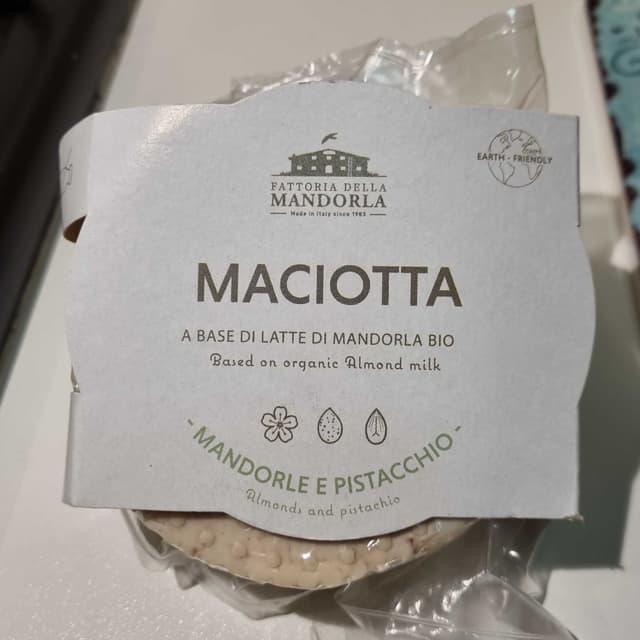 EARTH - FRIENDLY
FATTORIA DELLA
MANDORLA
Made in Italy since 1983
MACIOTTA
A BASE DI LATTE DI MANDORLA BIO
Based on organic Almond milk
- MANDORLE E PISTACCHIO -
Almonds and pistachio